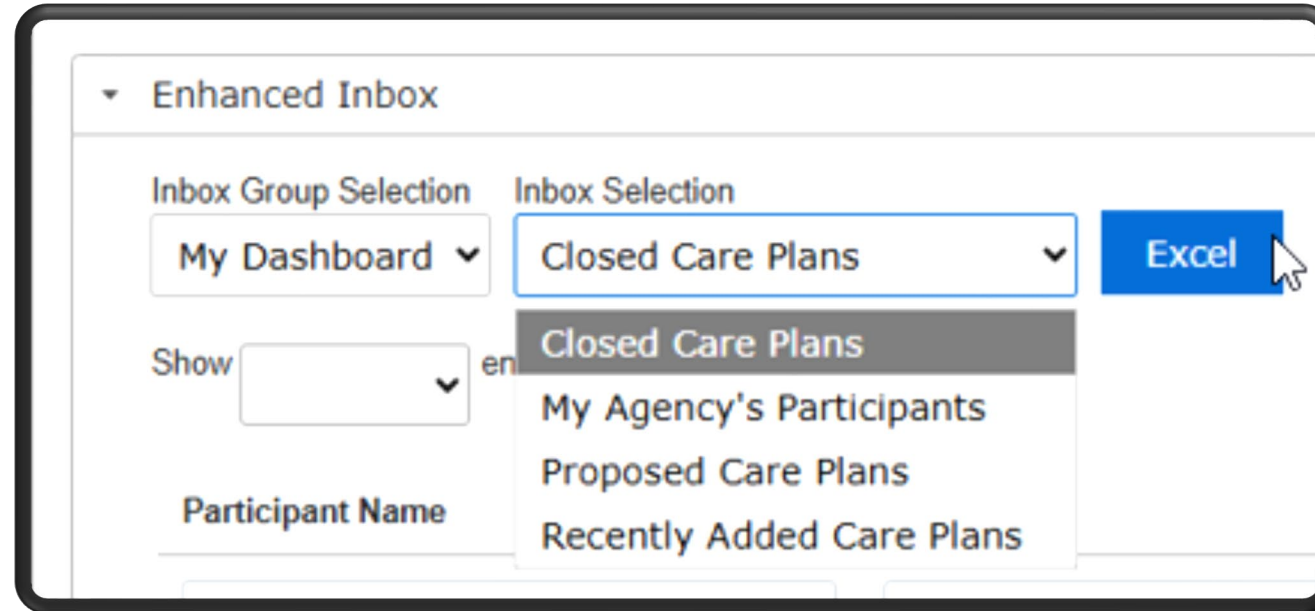 Enhanced Inbox
Inbox Group Selection Inbox Selection
My Dashboard Closed Care Plans Excel
Show en Closed Care Plans
My Agency's Participants
Proposed Care Plans
Participant Name
Recently Added Care Plans